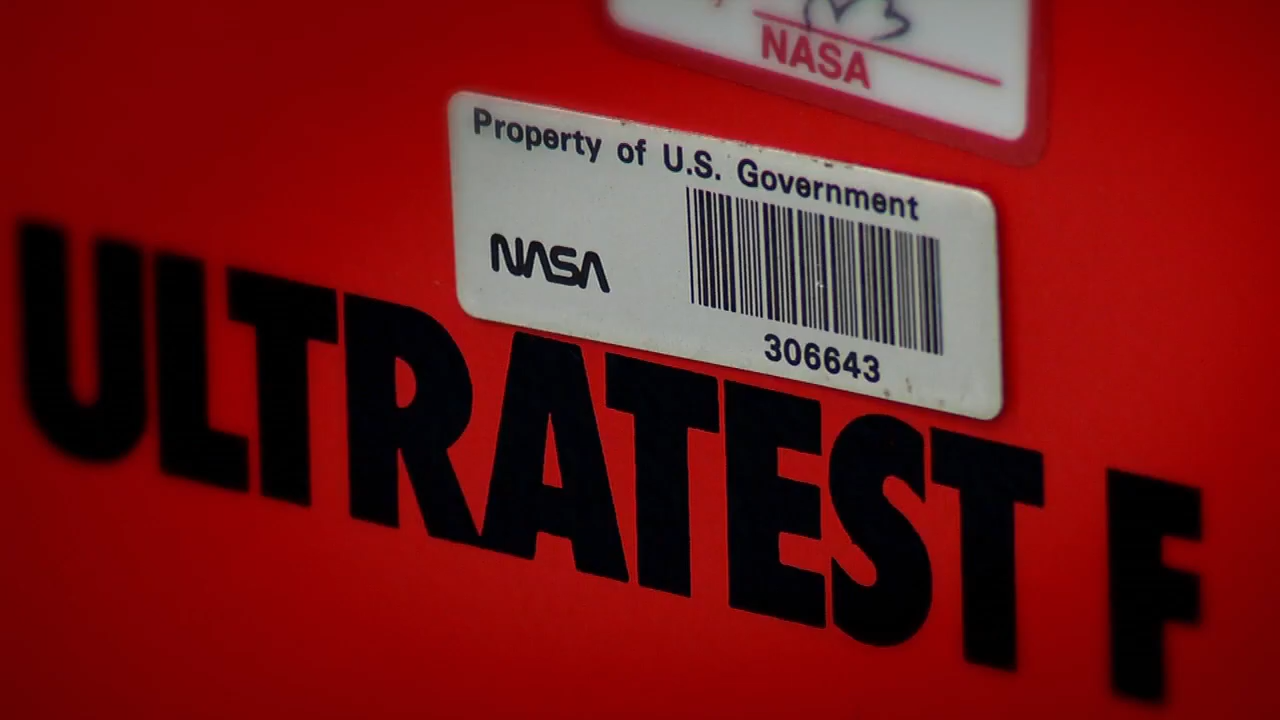 NASA
Property of U.S. Government
NASA
306643
ULTRATEST F